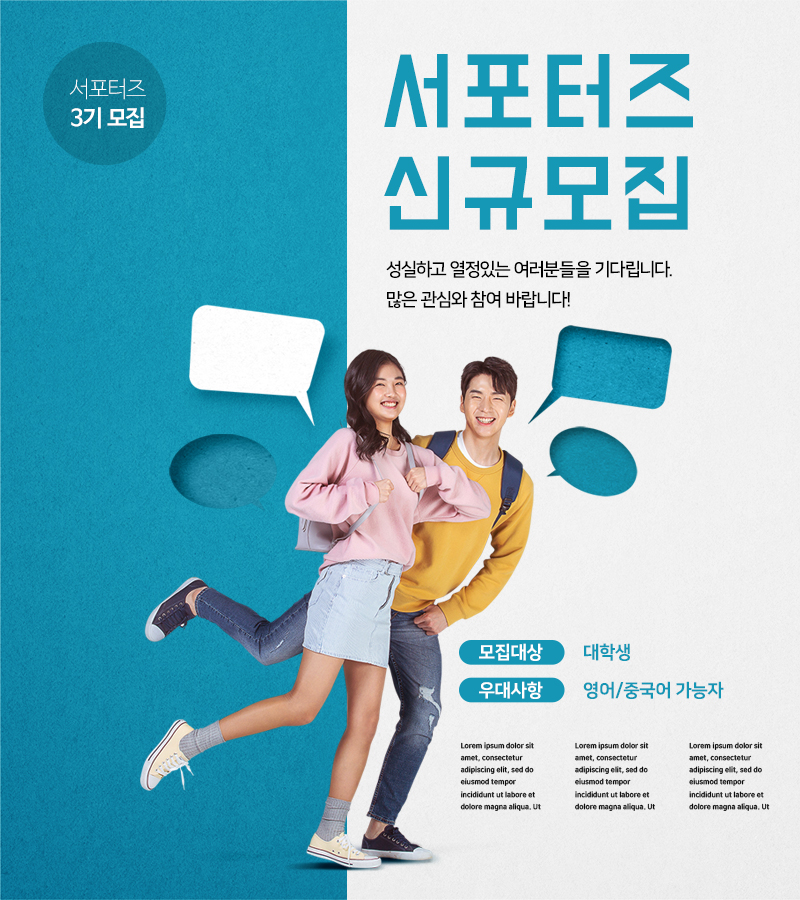 서포터즈
3기 모집
서포터즈
신규모집
성실하고 열정있는 여러분들을 기다립니다.
많은 관심와 참여 바랍니다!
모집대상 대학생
우대사항 영어/중국어 가능자
Lorem ipsum dolor sit
amet, consectetur
adipiscing elit, sed do
eiusmod tempor
incididunt ut labore et
dolore magna aliqua. Ut
Lorem ipsum dolor sit
amet, consectetur
adipiscing elit, sed do
eiusmod tempor
incididunt ut labore et
dolore magna aliqua. Ut
Lorem ipsum dolor sit
amet, consectetur
adipiscing elit, sed do
eiusmod tempor
incididunt ut labore et
dolore magna aliqua. Ut